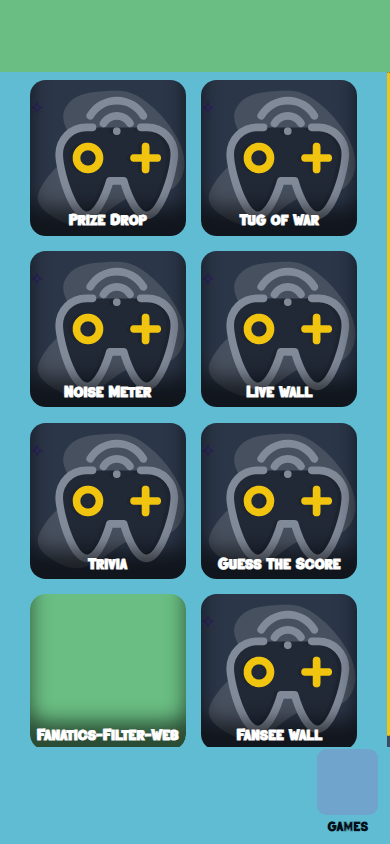 Prize Drop
Tug of War
Noise Meter
Live Wall
Trivia
Guess The Score
Fanatics-Filter-Web
Fansee Wall
GAMES